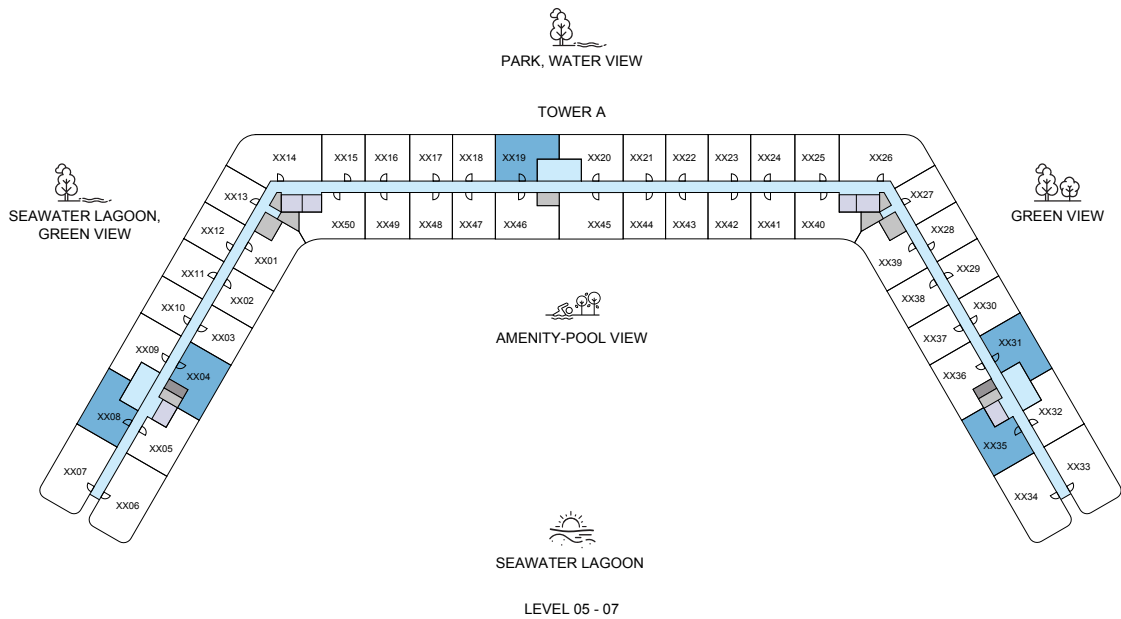 PARK, WATER VIEW
TOWER A
XX14 XX15 XX16 XX17 XX18 XX19 XX20 XX21 XX22 XX23 XX24 XX25 XX26
XX13
XX27
SEAWATER LAGOON,
GREEN VIEW
GREEN VIEW
XX12 XX50 XX49 XX48 XX47 XX46 XX45 XX44 XX43 XX42 XX41 XX40 XX28
XX01 XX39
XX11 XX29
XX02 XX38
XX10 XX30
XX03 XX37
AMENITY-POOL VIEW
XX09 XX31
XX04 XX36
XX08 XX32
XX05 XX35
XX07 XX33
XX06 XX34
SEAWATER LAGOON
LEVEL 05 - 07